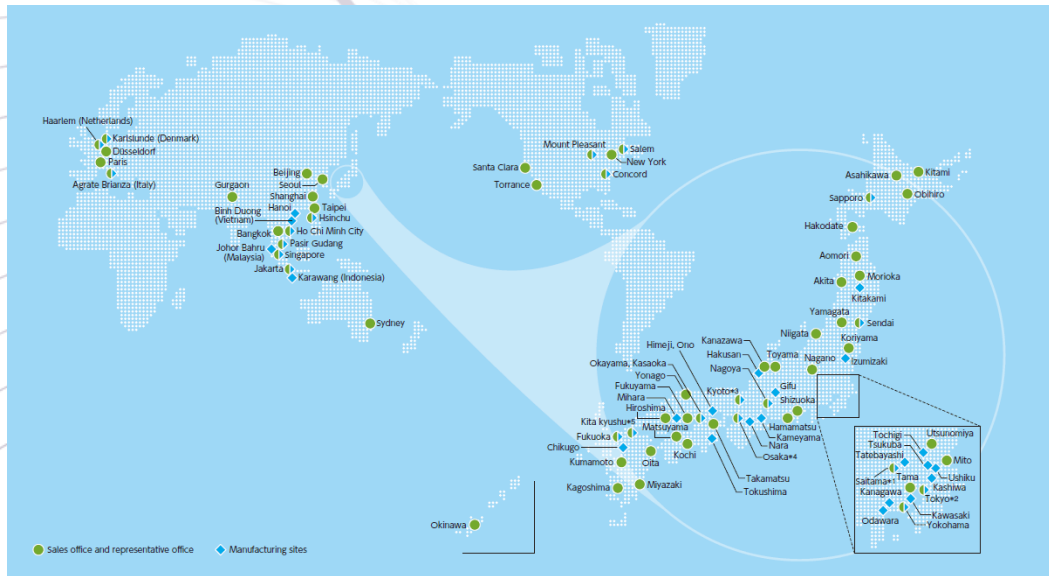 Haarlem (Netherlands)
Karlslunde (Denmark)
Düsseldorf
Paris
Agrate Brianza (Italy)
Gurgaon
Beijing
Seoul
Shanghai
Hanoi
Taipei
Binh Duong
(Vietnam)
Hsinchu
Bangkok
Ho Chi Minh City
Pasir Gudang
Johor Bahru
(Malaysia)
Singapore
Jakarta
Karawang (Indonesia)
Sydney
Santa Clara
Torrance
Mount Pleasant
Salem
New York
Concord
Asahikawa
Kitami
Sapporo
Obihiro
Hakodate
Aomori
Akita
Morioka
Kitakami
Yamagata
Sendai
Niigata
Koriyama
Izumizaki
Nagano
Kanazawa
Himeji, Ono
Hakusan
Toyama
Okayama, Kasaoka
Nagoya
Yonago
Gifu
Fukuyama
Kyoto*3
Mihara
Shizuoka
Hiroshima
Kita kyushu*5
Matsuyama
Hamamatsu
Fukuoka
Kameyama
Chikugo
Nara
Kochi
Osaka*4
Kumamoto
Oita
Takamatsu
Tokushima
Kagoshima
Miyazaki
Okinawa
Tochigi
Utsunomiya
Tsukuba
Tatebayashi
Mito
Saitama*1
Tama
Ushiku
Kanagawa
Kashiwa
Tokyo*2
Kawasaki
Odawara
Yokohama
Sales office and representative office
Manufacturing sites